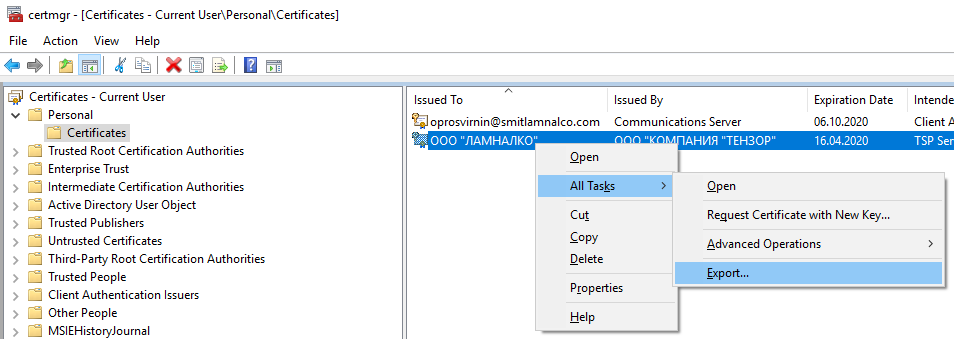 certmgr - [Certificates - Current User\Personal\Certificates]
File Action View Help
Certificates - Current User
Personal
Certificates
Trusted Root Certification Authorities
Enterprise Trust
Intermediate Certification Authorities
Active Directory User Object
Trusted Publishers
Untrusted Certificates
Third-Party Root Certification Authorities
Trusted People
Client Authentication Issuers
Other People
MSIEHistoryJournal
Issued To Issued By Expiration Date Intende
oprosvirnin@smitlamnalco.com Communications Server 06.10.2020 Client A
ООО "ЛАМНАЛКО" ООО "КОМПАНИЯ "ТЕНЗОР" 16.04.2020 TSP Serv
Open
All Tasks
Cut
Copy
Delete
Properties
Help
Open
Request Certificate with New Key...
Advanced Operations
Export...